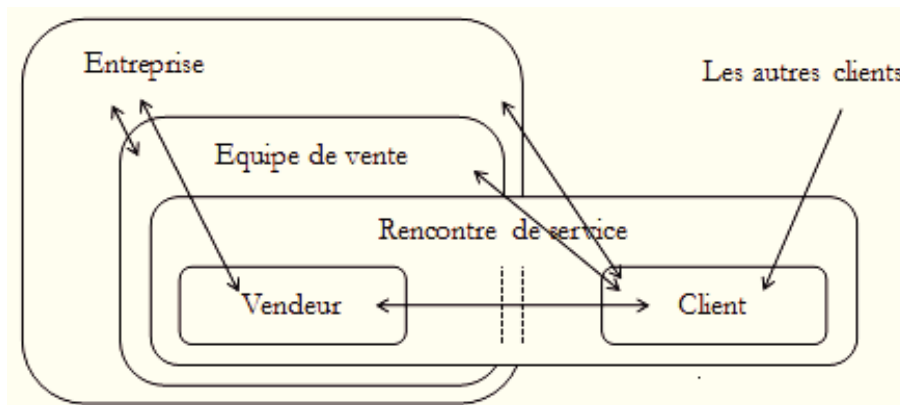 Entreprise
Les autres clients
Equipe de vente
Rencontre de service
Vendeur
Client